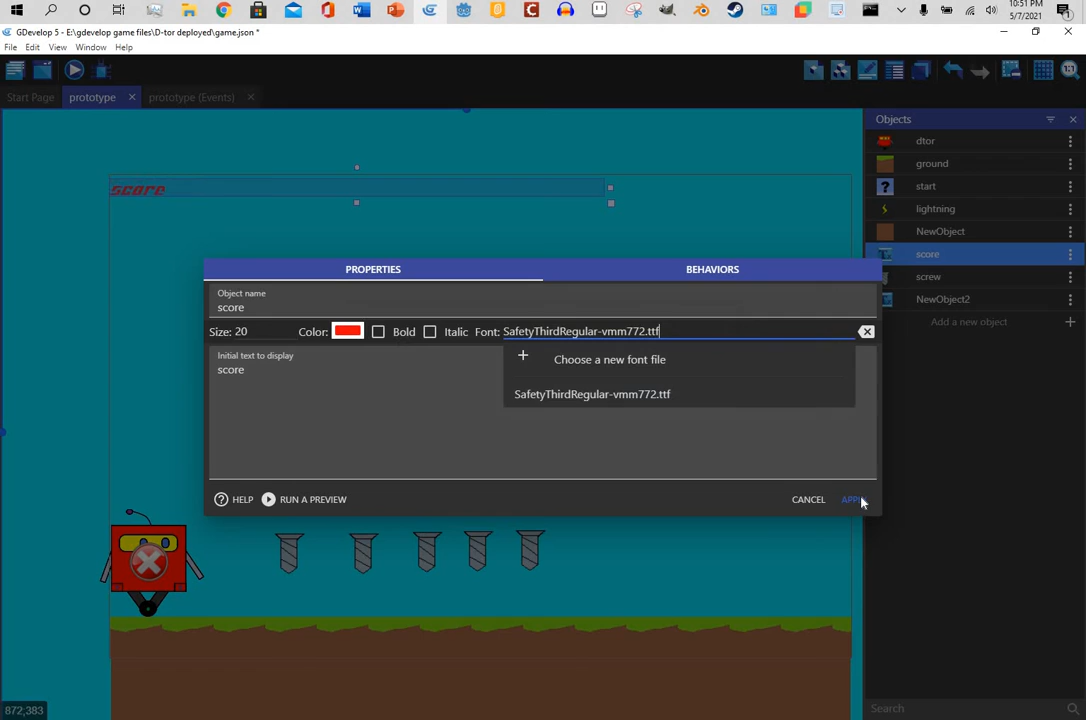 10:51 PM
5/7/2021
GDevelop 5 - E:\gdevelop game files\D-tor deployed\game.json *
File Edit View Window Help
Start Page prototype prototype (Events)
Objects
dtor
ground
start
lightning
NewObject
score
screw
NewObject2
Add a new object
Search
score
PROPERTIES BEHAVIORS
Object name
score
Size: 20 Color: Bold Italic Font: SafetyThirdRegular-vmm772.ttf
Choose a new font file
SafetyThirdRegular-vmm772.ttf
Initial text to display
score
HELP RUN A PREVIEW CANCEL APPLY
872,383